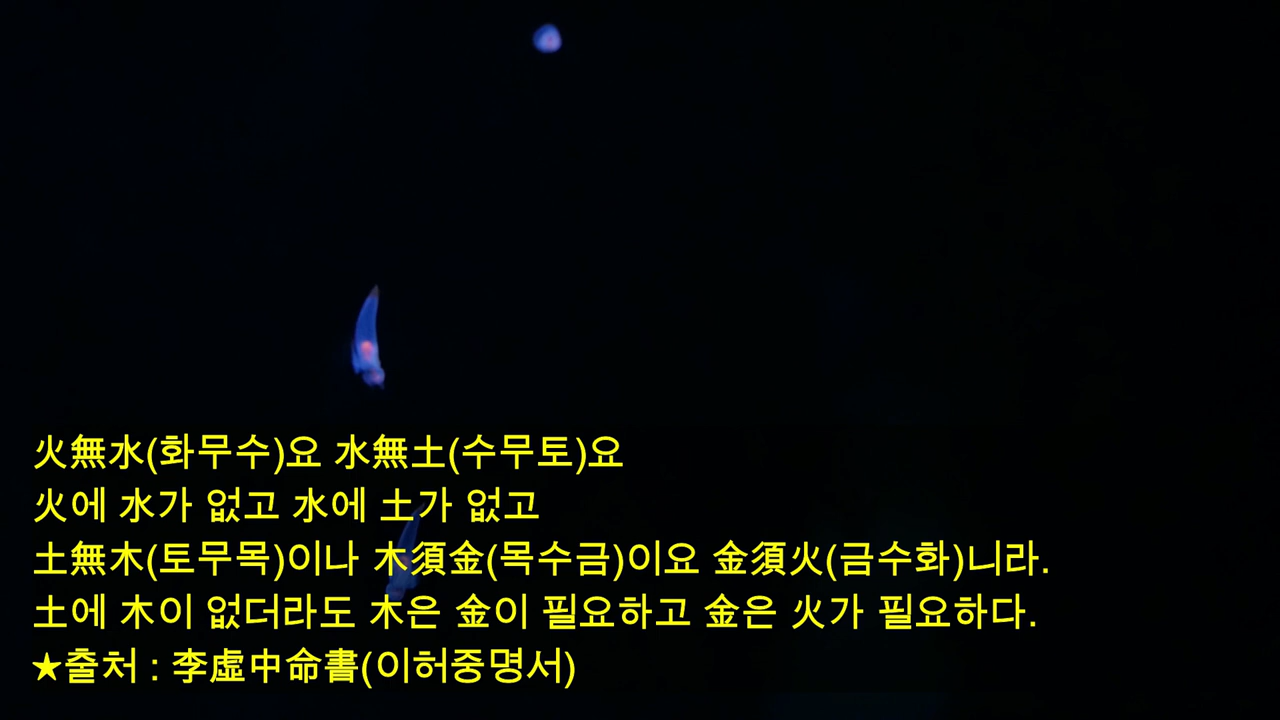 火無水(화무수)요 水無土(수무토)요
火에 水가 없고 水에 土가 없고
土無木(토무목)이나 木須金(목수금)이요 金須火(금수화)니라.
土에 木이 없더라도 木은 金이 필요하고 金은 火가 필요하다.
★출처 : 李虛中命書(이허중명서)